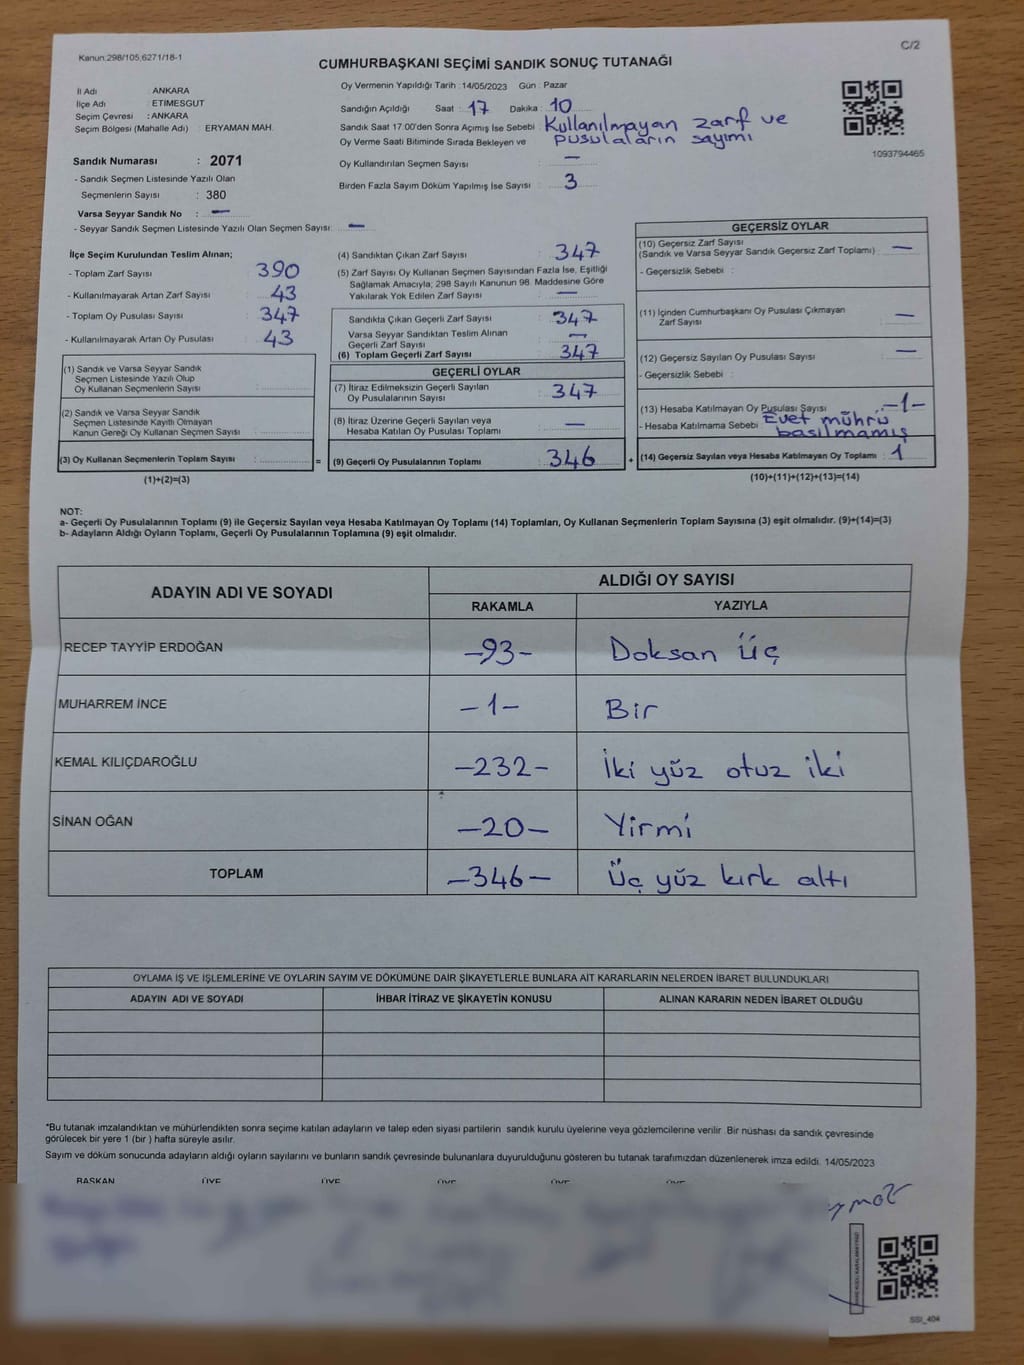 Kanun:298/105,6271/18-1
C/2
CUMHURBAŞKANI SEÇİMİ SANDIK SONUÇ TUTANAĞI
İl Adı : ANKARA
İlçe Adı : ETİMESGUT
Seçim Çevresi : ANKARA
Seçim Bölgesi (Mahalle Adı) : ERYAMAN MAH.
Sandık Numarası : 2071
- Sandık Seçmen Listesinde Yazılı Olan
Seçmenlerin Sayısı : 380
Varsa Seyyar Sandık No : —
- Seyyar Sandık Seçmen Listesinde Yazılı Olan Seçmen Sayısı: —
Oy Vermenin Yapıldığı Tarih :14/05/2023 Gün : Pazar
Sandığın Açıldığı Saat : 17 Dakika : 10
Sandık Saat 17:00'den Sonra Açımış İse Sebebi : Kullanılmayan zarf ve
Oy Verme Saati Bitiminde Sırada Bekleyen ve pusulaların sayımı
Oy Kullandırılan Seçmen Sayısı : —
Birden Fazla Sayım Döküm Yapılmış İse Sayısı : 3
1093794465
İlçe Seçim Kurulundan Teslim Alınan;
- Toplam Zarf Sayısı : 390
- Kullanılmayarak Artan Zarf Sayısı : 43
- Toplam Oy Pusulası Sayısı : 347
- Kullanılmayarak Artan Oy Pusulası : 43
(1) Sandık ve Varsa Seyyar Sandık
Seçmen Listesinde Yazılı Olup
Oy Kullanan Seçmenlerin Sayısı :
(2) Sandık ve Varsa Seyyar Sandık
Seçmen Listesinde Kayıtlı Olmayan
Kanun Gereği Oy Kullanan Seçmen Sayısı :
(3) Oy Kullanan Seçmenlerin Toplam Sayısı : =
(1)+(2)=(3)
(4) Sandıktan Çıkan Zarf Sayısı : 347
(5) Zarf Sayısı Oy Kullanan Seçmen Sayısından Fazla İse, Eşitliği
Sağlamak Amacıyla; 298 Sayılı Kanunun 98. Maddesine Göre
Yakılarak Yok Edilen Zarf Sayısı : —
Sandıkta Çıkan Geçerli Zarf Sayısı : 347
Varsa Seyyar Sandıktan Teslim Alınan
Geçerli Zarf Sayısı : —
(6) Toplam Geçerli Zarf Sayısı : 347
GEÇERLİ OYLAR
(7) İtiraz Edilmeksizin Geçerli Sayılan
Oy Pusulalarının Sayısı : 347
(8) İtiraz Üzerine Geçerli Sayılan veya
Hesaba Katılan Oy Pusulası Toplamı : —
(9) Geçerli Oy Pusulalarının Toplamı : 346 +
GEÇERSİZ OYLAR
(10) Geçersiz Zarf Sayısı
(Sandık ve Varsa Seyyar Sandık Geçersiz Zarf Toplamı) : —
- Geçersizlik Sebebi :
(11) İçinden Cumhurbaşkanı Oy Pusulası Çıkmayan
Zarf Sayısı : —
(12) Geçersiz Sayılan Oy Pusulası Sayısı : —
- Geçersizlik Sebebi :
(13) Hesaba Katılmayan Oy Pusulası Sayısı : -1-
- Hesaba Katılmama Sebebi : Evet mührü
basılmamış
(14) Geçersiz Sayılan veya Hesaba Katılmayan Oy Toplamı : 1
(10)+(11)+(12)+(13)=(14)
NOT:
a- Geçerli Oy Pusulalarının Toplamı (9) ile Geçersiz Sayılan veya Hesaba Katılmayan Oy Toplamı (14) Toplamları, Oy Kullanan Seçmenlerin Toplam Sayısına (3) eşit olmalıdır. (9)+(14)=(3)
b- Adayların Aldığı Oyların Toplamı, Geçerli Oy Pusulalarının Toplamına (9) eşit olmalıdır.
ADAYIN ADI VE SOYADI
ALDIĞI OY SAYISI
RAKAMLA YAZIYLA
RECEP TAYYİP ERDOĞAN -93- Doksan üç
MUHARREM İNCE -1- Bir
KEMAL KILIÇDAROĞLU -232- İki yüz otuz iki
SİNAN OĞAN -20- Yirmi
TOPLAM -346- Üç yüz kırk altı
OYLAMA İŞ VE İŞLEMLERİNE VE OYLARIN SAYIM VE DÖKÜMÜNE DAİR ŞİKAYETLERLE BUNLARA AİT KARARLARIN NELERDEN İBARET BULUNDUKLARI
ADAYIN ADI VE SOYADI İHBAR İTİRAZ VE ŞİKAYETİN KONUSU ALINAN KARARIN NEDEN İBARET OLDUĞU
*Bu tutanak imzalandıktan ve mühürlendikten sonra seçime katılan adayların ve talep eden siyasi partilerin sandık kurulu üyelerine veya gözlemcilerine verilir. Bir nüshası da sandık çevresinde
görülecek bir yere 1 (bir ) hafta süreyle asılır.
Sayım ve döküm sonucunda adayların aldığı oyların sayılarını ve bunların sandık çevresinde bulunanlara duyurulduğunu gösteren bu tutanak tarafımızdan düzenlenerek imza edildi. 14/05/2023
BAŞKAN ÜYE ÜYE ÜYE ÜYE ÜYE
SSI_404